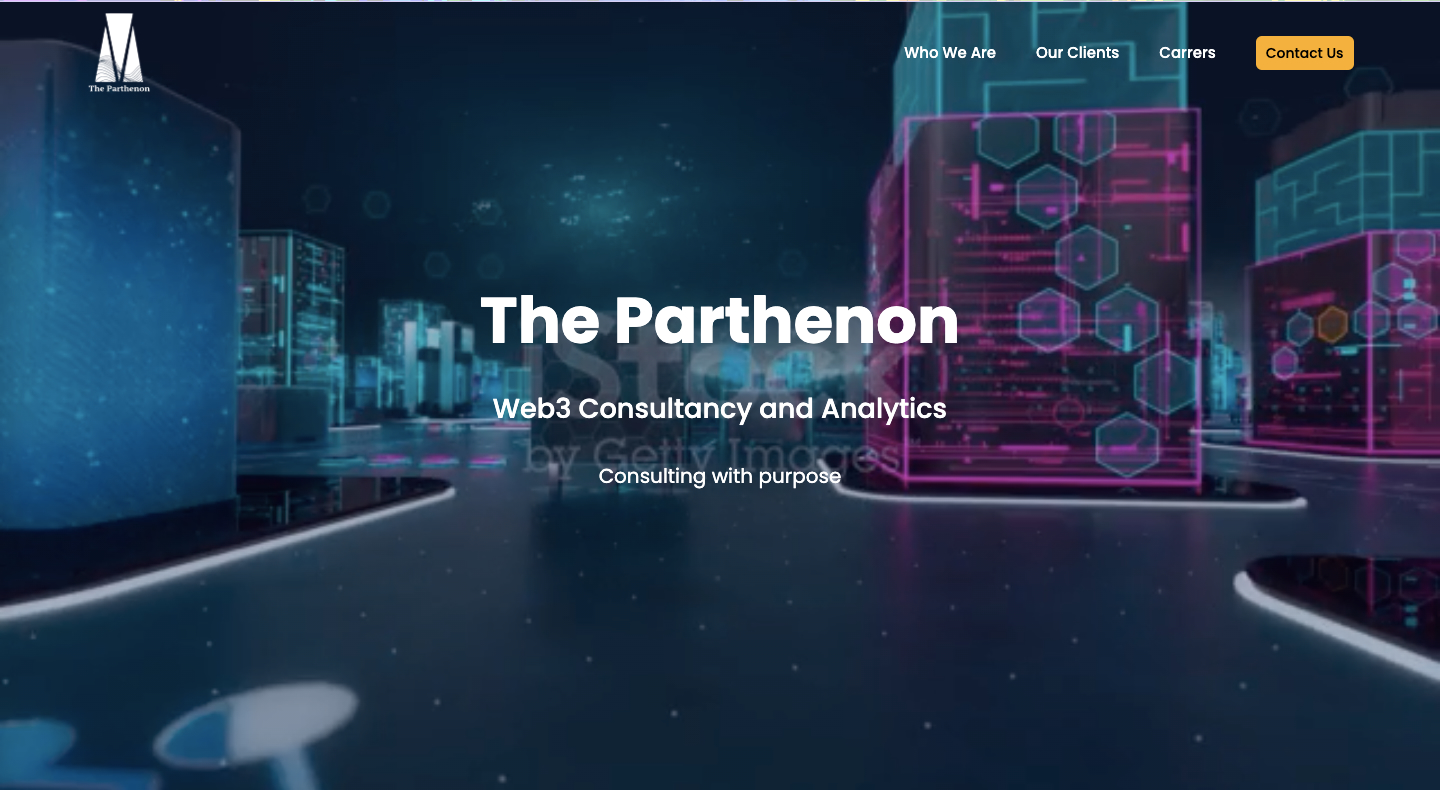 The Parthenon
Who We Are
Our Clients
Carrers
Contact Us
The Parthenon
iStock
Web3 Consultancy and Analytics
by Getty Images™
Consulting with purpose